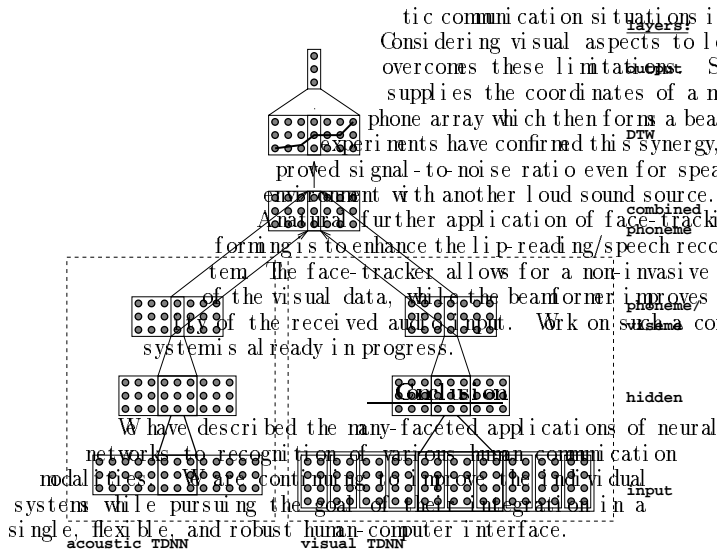 tic communication situations i
layers:
Considering visual aspects to lo
overcomes these limitations. S
output
supplies the coordinates of a m
phone array which then forms a bea
DTW
experiments have confirmed this synergy,
proved signal-to-noise ratio even for spea
environment with another loud sound source.
combined
A natural further application of face-tracki
phoneme
forming is to enhance the lip-reading/speech reco
tem. The face-tracker allows for a non-invasive
of the visual data, while the beamformer improves
phoneme/
viseme
ity of the received audio input. Work on such a co
system is already in progress.
Conclusion
hidden
We have described the many-faceted applications of neural
networks to recognition of various human communication
modalities. We are continuing to improve the individual
input
systems while pursuing the goal of their integration in a
single, flexible, and robust human-computer interface.
acoustic TDNN
visual TDNN